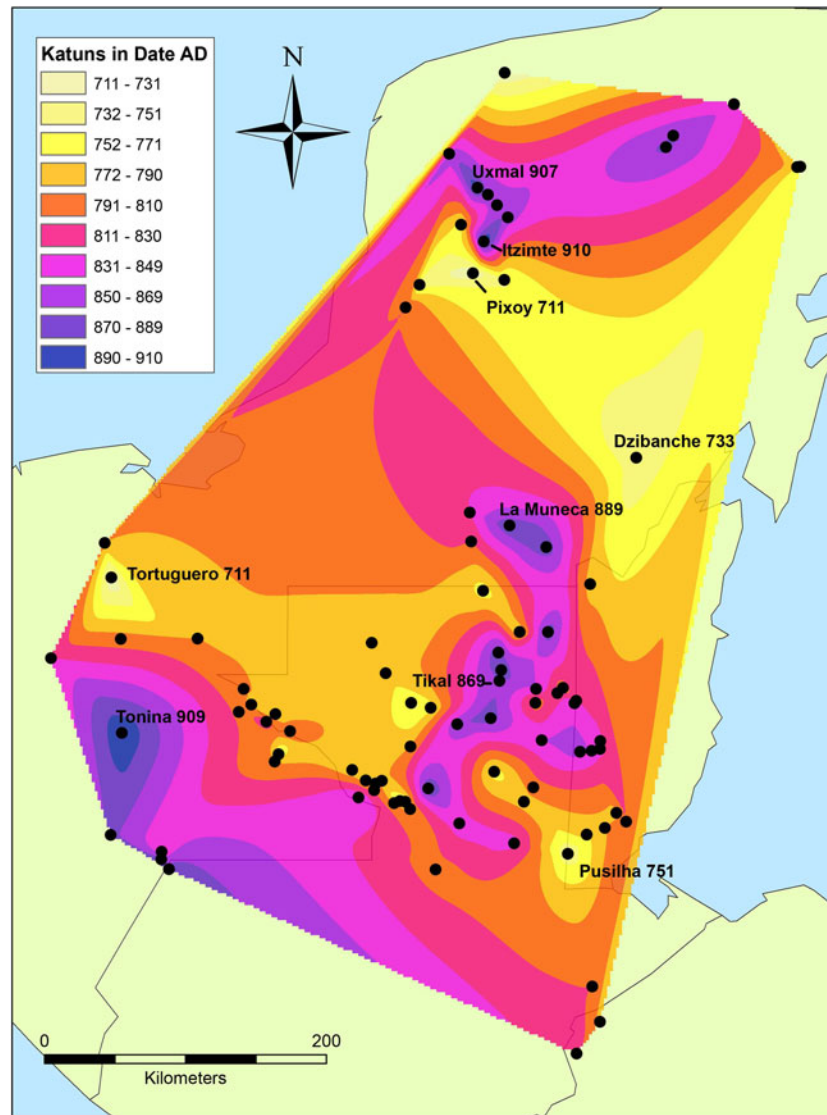 Katuns in Date AD
711 - 731
732 - 751
752 - 771
772 - 790
791 - 810
811 - 830
831 - 849
850 - 869
870 - 889
890 - 910
N
Uxmal 907
Itzimte 910
Pixoy 711
Dzibanche 733
La Muneca 889
Tortuguero 711
Tikal 869
Tonina 909
Pusilha 751
0 200
Kilometers